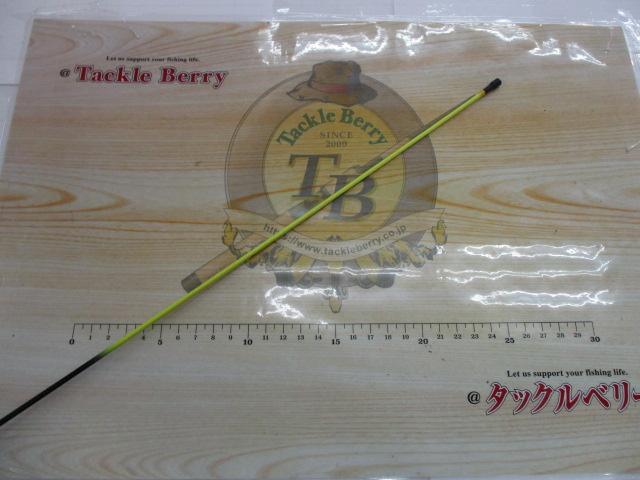 Let us support your fishing life.
@ Tackle Berry
Tackle Berry
SINCE
2009
TB
https://www.tackleberry.co.jp
0 1 2 3 4 5 6 7 8 9 10 11 12 13 14 15 16 17 18 19 20 21 22 23 24 25 26 27 28 29 30
Let us support your fishing life.
@ タックルベリー